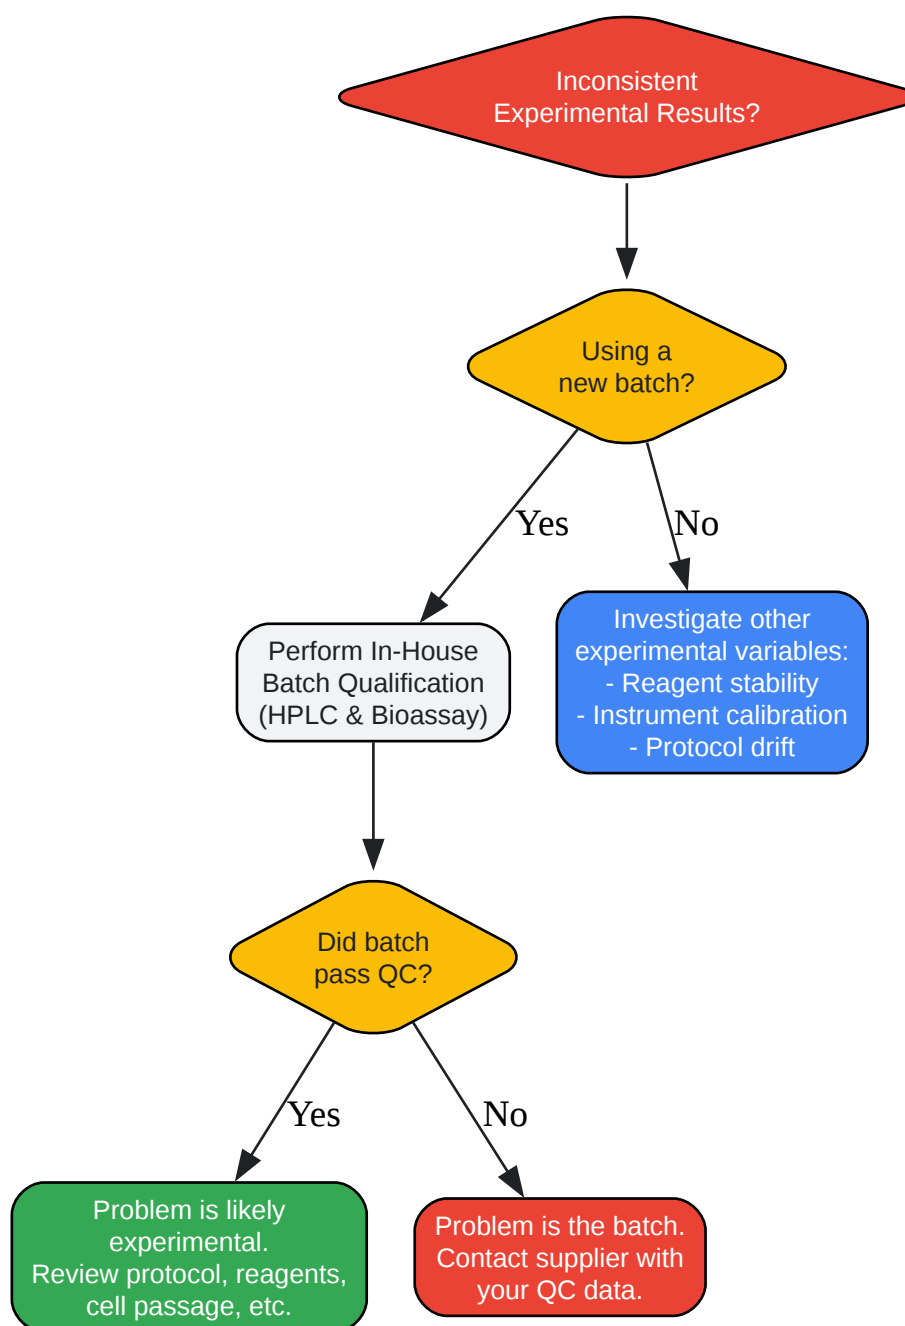 Inconsistent
Experimental Results?
Using a
new batch?
Yes
No
Perform In-House
Batch Qualification
(HPLC & Bioassay)
Investigate other
experimental variables:
- Reagent stability
- Instrument calibration
- Protocol drift
Did batch
pass QC?
Yes
No
Problem is likely
experimental.
Review protocol, reagents,
cell passage, etc.
Problem is the batch.
Contact supplier with
your QC data.